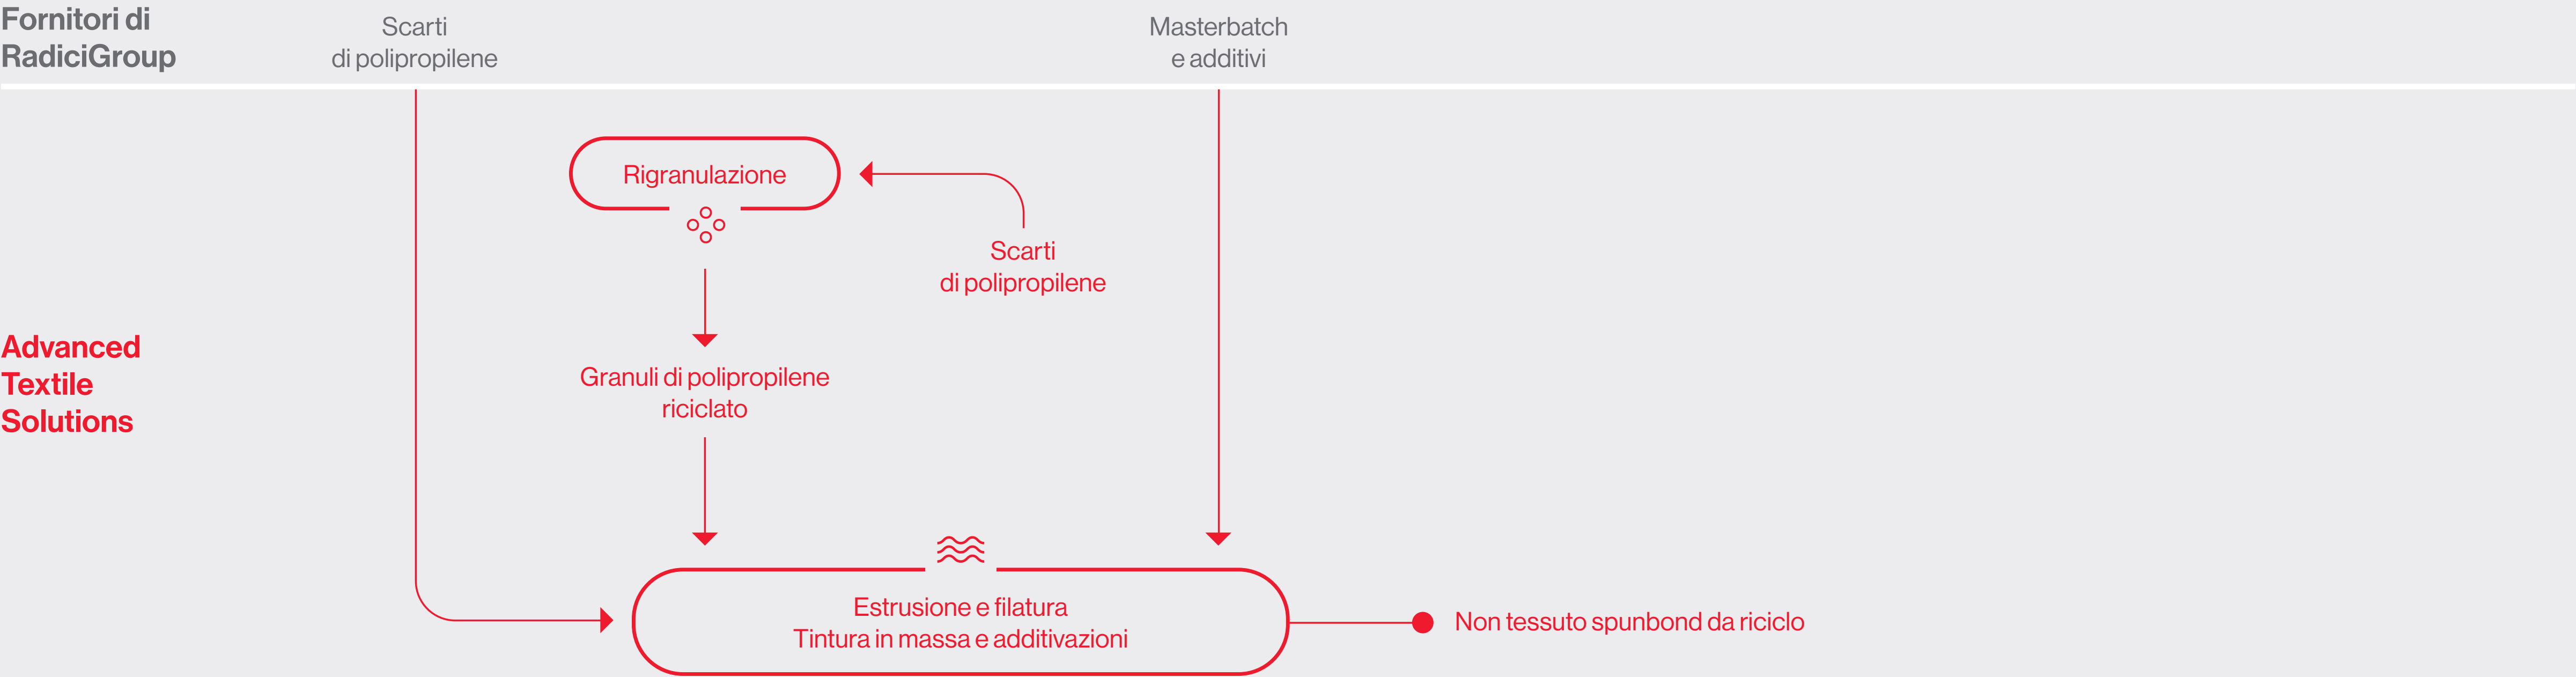 Fornitori di
RadiciGroup
Scarti
di polipropilene
Masterbatch
e additivi
Rigranulazione
Scarti
di polipropilene
Advanced
Textile
Solutions
Granuli di polipropilene
riciclato
Estrusione e filatura
Tintura in massa e additivazioni
Non tessuto spunbond da riciclo